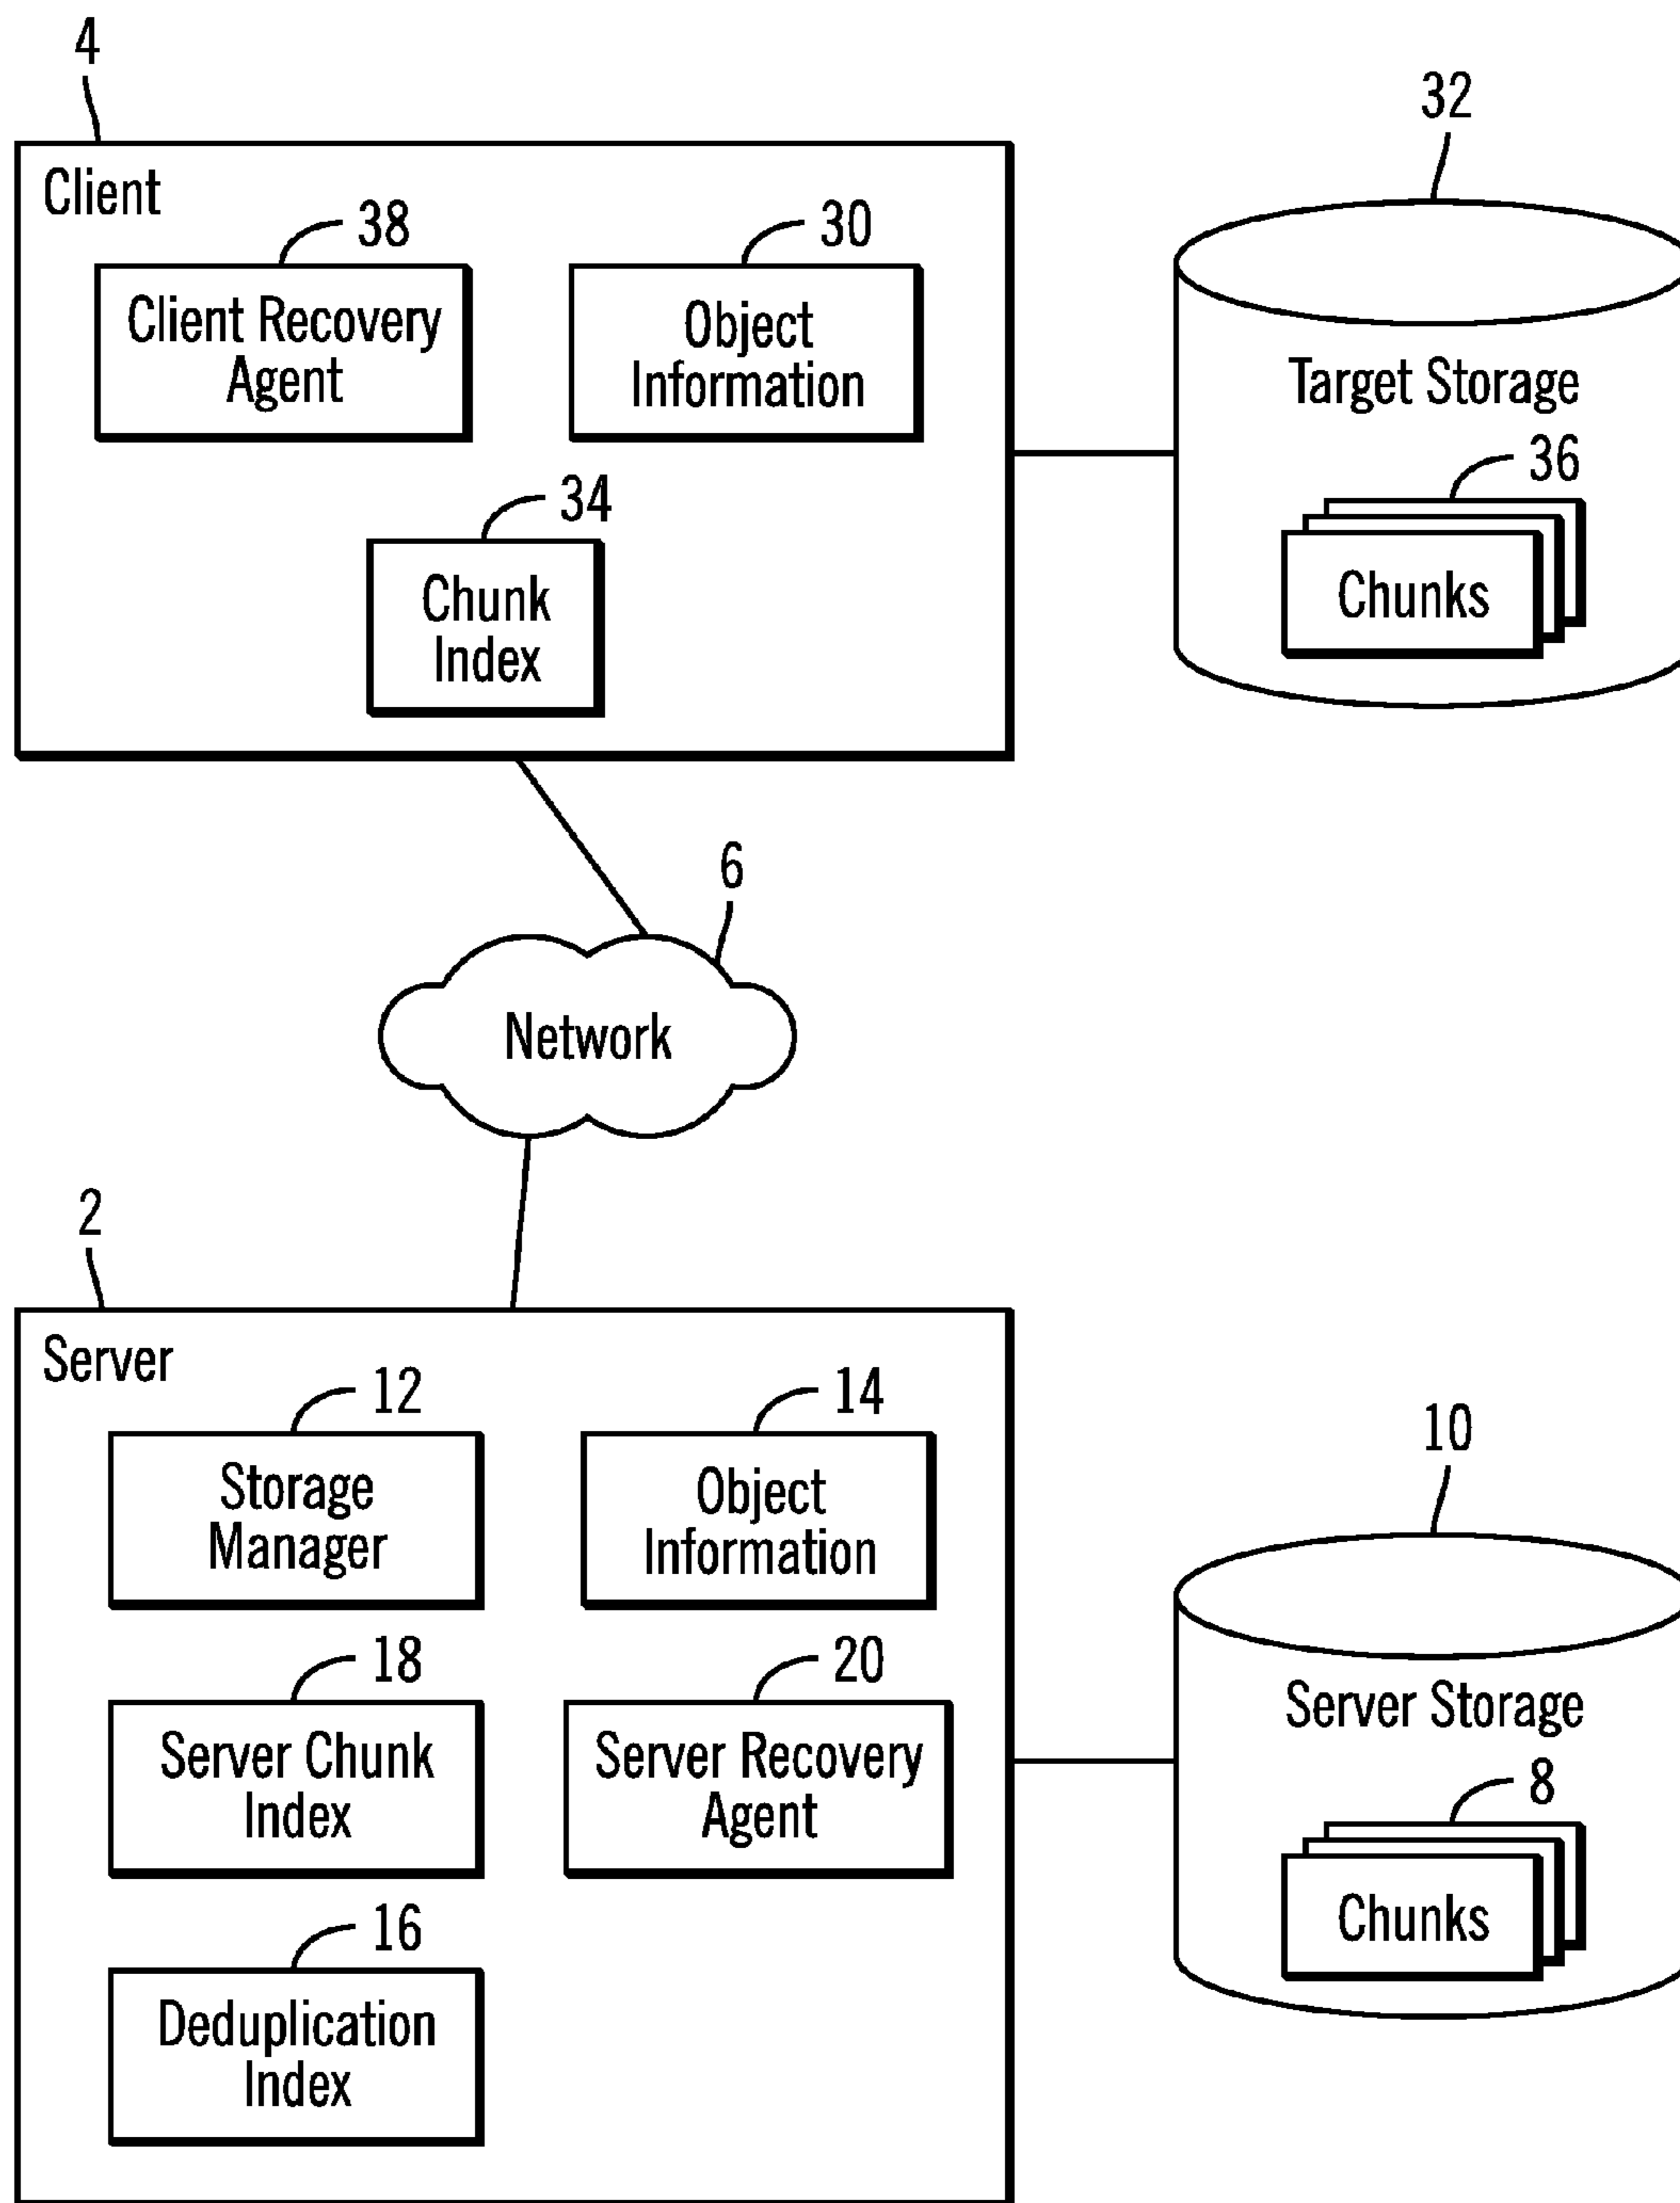 4
32
Client
38
30
Client Recovery
Agent
Object
Information
Target Storage
34
36
Chunk
Index
Chunks
6
Network
2
Server
12
14
10
Storage
Manager
Object
Information
18
20
Server Chunk
Index
Server Recovery
Agent
Server Storage
8
16
Chunks
Deduplication
Index